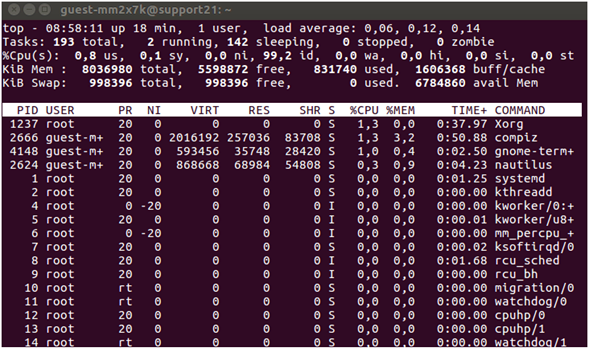 guest-mm2x7k@support21: ~
top - 08:58:11 up 18 min,  1 user,  load average: 0,06, 0,12, 0,14
Tasks: 193 total,   2 running, 142 sleeping,   0 stopped,   0 zombie
%Cpu(s):  0,8 us,  0,1 sy,  0,0 ni, 99,2 id,  0,0 wa,  0,0 hi,  0,0 si,  0,0 st
KiB Mem :  8036980 total,  5598872 free,   831740 used,  1606368 buff/cache
KiB Swap:   998396 total,   998396 free,        0 used.  6784860 avail Mem
PID USER PR NI VIRT RES SHR S %CPU %MEM TIME+ COMMAND
1237 root 20 0 0 0 0 S 1,3 0,0 0:37.97 Xorg
2666 guest-m+ 20 0 2016192 257036 83708 S 1,3 3,2 0:50.88 compiz
4148 guest-m+ 20 0 593456 35748 28420 S 1,0 0,4 0:02.50 gnome-term+
2624 guest-m+ 20 0 868668 68984 54808 S 0,3 0,9 0:04.23 nautilus
1 root 20 0 0 0 0 S 0,0 0,0 0:01.25 systemd
2 root 20 0 0 0 0 S 0,0 0,0 0:00.00 kthreadd
4 root 0 -20 0 0 0 I 0,0 0,0 0:00.00 kworker/0:+
5 root 20 0 0 0 0 I 0,0 0,0 0:00.01 kworker/u8+
6 root 0 -20 0 0 0 I 0,0 0,0 0:00.00 mm_percpu_+
7 root 20 0 0 0 0 S 0,0 0,0 0:00.02 ksoftirqd/0
8 root 20 0 0 0 0 I 0,0 0,0 0:01.68 rcu_sched
9 root 20 0 0 0 0 I 0,0 0,0 0:00.00 rcu_bh
10 root rt 0 0 0 0 S 0,0 0,0 0:00.00 migration/0
11 root rt 0 0 0 0 S 0,0 0,0 0:00.00 watchdog/0
12 root 20 0 0 0 0 S 0,0 0,0 0:00.00 cpuhp/0
13 root 20 0 0 0 0 S 0,0 0,0 0:00.00 cpuhp/1
14 root rt 0 0 0 0 S 0,0 0,0 0:00.00 watchdog/1